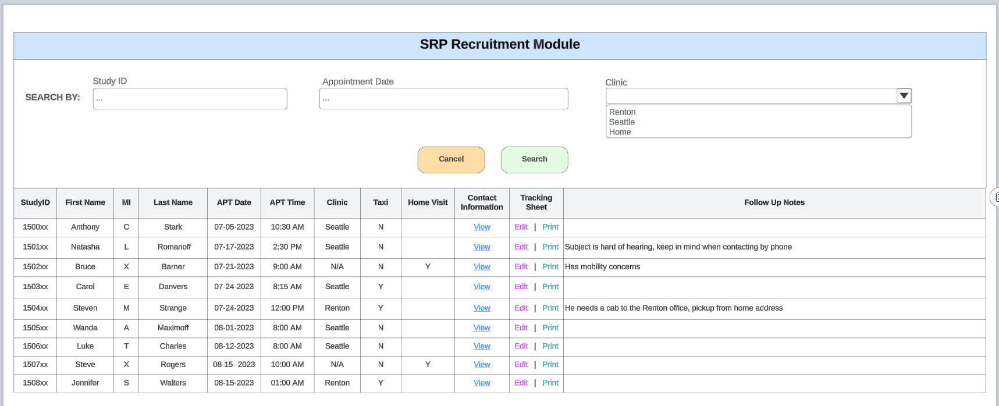 SRP Recruitment Module
SEARCH BY:
Study ID
...
Appointment Date
...
Clinic
Renton
Seattle
Home
Cancel
Search
StudyID First Name MI Last Name APT Date APT Time Clinic Taxi Home Visit Contact Information Tracking Sheet Follow Up Notes
1500xx Anthony C Stark 07-05-2023 10:30 AM Seattle N View Edit | Print
1501xx Natasha L Romanoff 07-17-2023 2:30 PM Seattle N View Edit | Print Subject is hard of hearing, keep in mind when contacting by phone
1502xx Bruce X Barner 07-21-2023 9:00 AM N/A N Y View Edit | Print Has mobility concerns
1503xx Carol E Danvers 07-24-2023 8:15 AM Seattle Y View Edit | Print
1504xx Steven M Strange 07-24-2023 12:00 PM Renton Y View Edit | Print He needs a cab to the Renton office, pickup from home address
1505xx Wanda A Maximoff 08-01-2023 8:00 AM Seattle N View Edit | Print
1506xx Luke T Charles 08-12-2023 8:00 AM Seattle N View Edit | Print
1507xx Steve X Rogers 08-15--2023 10:00 AM N/A N Y View Edit | Print
1508xx Jennifer S Walters 08-15-2023 01:00 AM Renton Y View Edit | Print